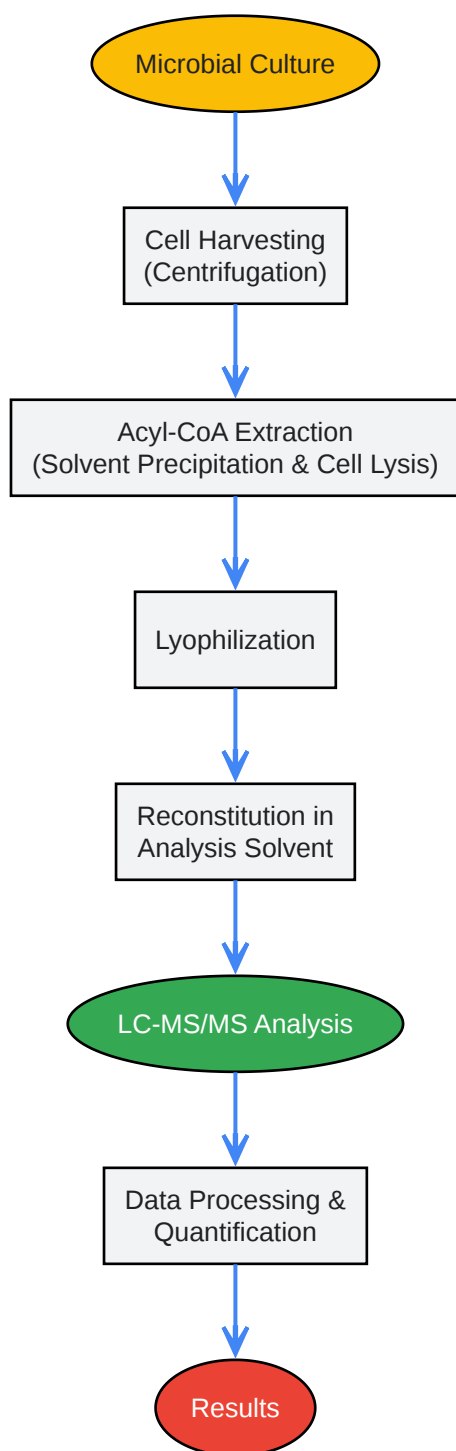 Microbial Culture
Cell Harvesting
(Centrifugation)
Acyl-CoA Extraction
(Solvent Precipitation & Cell Lysis)
Lyophilization
Reconstitution in
Analysis Solvent
LC-MS/MS Analysis
Data Processing &
Quantification
Results